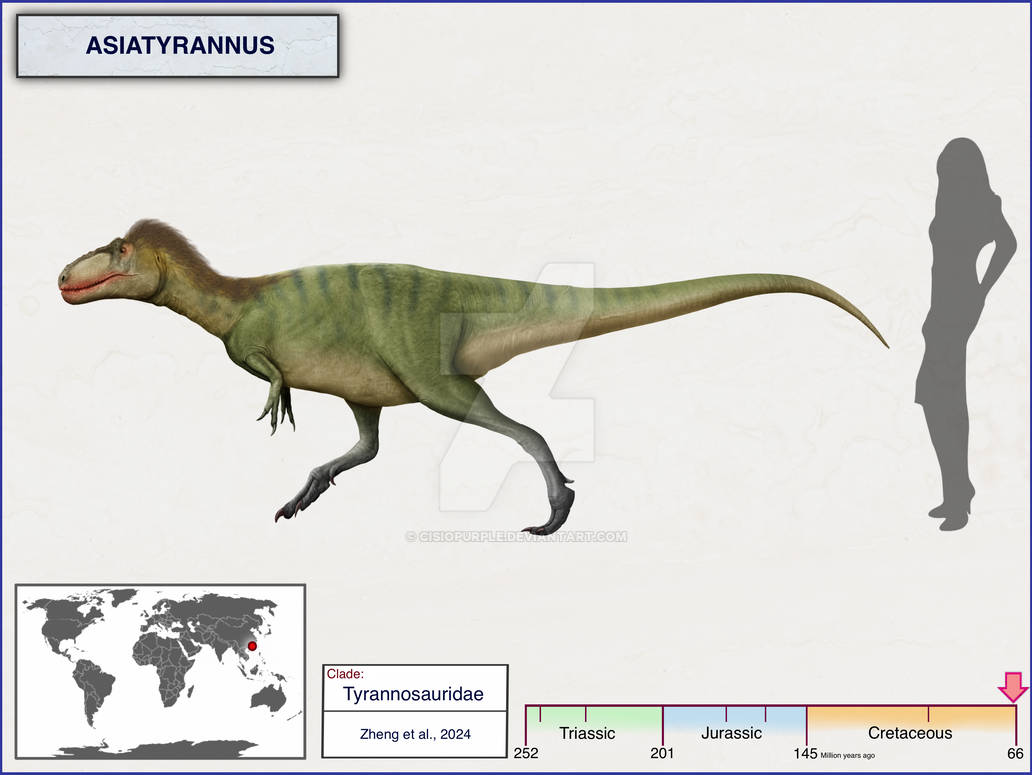 ASIATYRANNUS
© CISIOPURPLE.DEVIANTART.COM
Clade:
Tyrannosauridae
Zheng et al., 2024
Triassic
Jurassic
Cretaceous
252
201
145
Million years ago
66